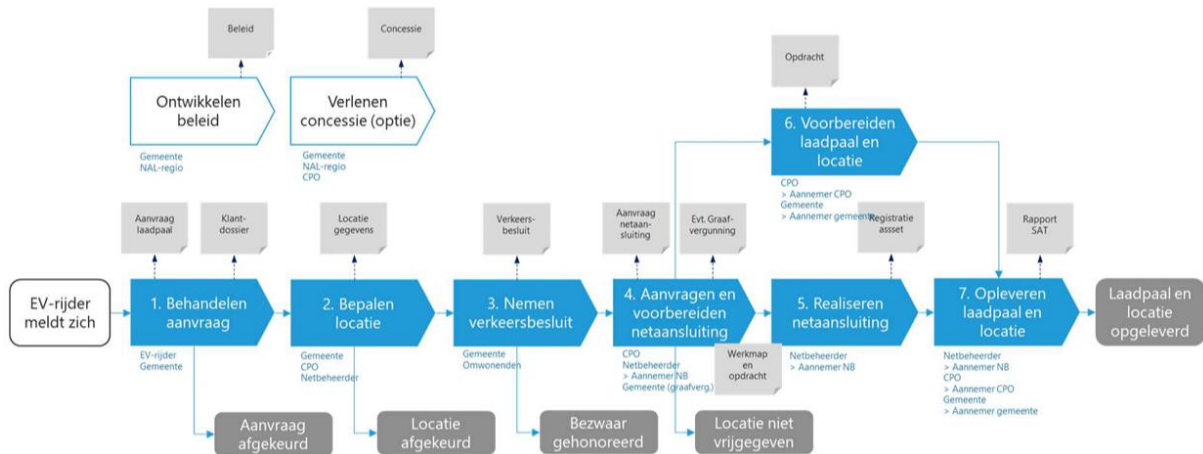 Beleid
Concessie
Opdracht
Ontwikkelen
beleid
Verlenen
concessie (optie)
6. Voorbereiden
laadpaal en
locatie
Gemeente
NAL-regio
Gemeente
NAL-regio
CPO
CPO
> Aannemer CPO
Gemeente
> Aannemer gemeente
Aanvraag
laadpaal
Klant-
dossier
Locatie
gegevens
Verkeers-
besluit
Aanvraag
netaan-
sluiting
Evt. Graaf-
vergunning
Registratie
assset
Rapport
SAT
EV-rijder
meldt zich
1. Behandelen
aanvraag
2. Bepalen
locatie
3. Nemen
verkeersbesluit
4. Aanvragen en
voorbereiden
netaansluiting
5. Realiseren
netaansluiting
7. Opleveren
laadpaal en
locatie
Laadpaal en
locatie
opgeleverd
EV-rijder
Gemeente
Gemeente
CPO
Netbeheerder
Gemeente
Omwonenden
CPO
Netbeheerder
> Aannemer NB
Gemeente (graafverg.)
Werkmap
en
opdracht
Netbeheerder
> Aannemer NB
Netbeheerder
> Aannemer NB
CPO
> Aannemer CPO
Gemeente
> Aannemer gemeente
Aanvraag
afgekeurd
Locatie
afgekeurd
Bezwaar
gehonoreerd
Locatie niet
vrijgegeven